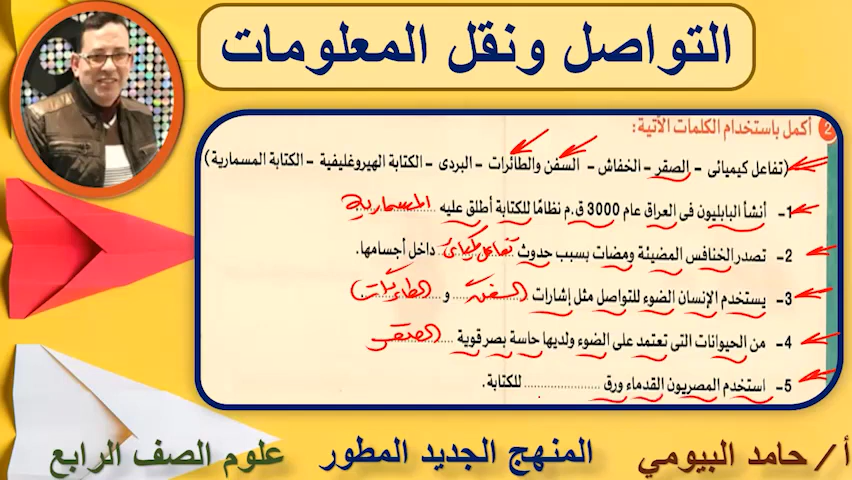 التواصل ونقل المعلومات
2 أكمل باستخدام الكلمات الآتية:
(تفاعل كيميائى - الصقر - الخفاش - السفن والطائرات - البردى - الكتابة الهيروغليفية - الكتابة المسمارية)
1- أنشأ البابليون فى العراق عام 3000 ق.م نظامًا للكتابة أطلق عليه المسمارية
2- تصدر الخنافس المضيئة ومضات بسبب حدوث تفاعل كيميائى داخل أجسامها.
3- يستخدم الإنسان الضوء للتواصل مثل إشارات السفن و الطائرات
4- من الحيوانات التى تعتمد على الضوء ولديها حاسة بصر قوية الصقر
5- استخدم المصريون القدماء ورق .................... للكتابة.
أ/ حامد البيومي
المنهج الجديد المطور
علوم الصف الرابع